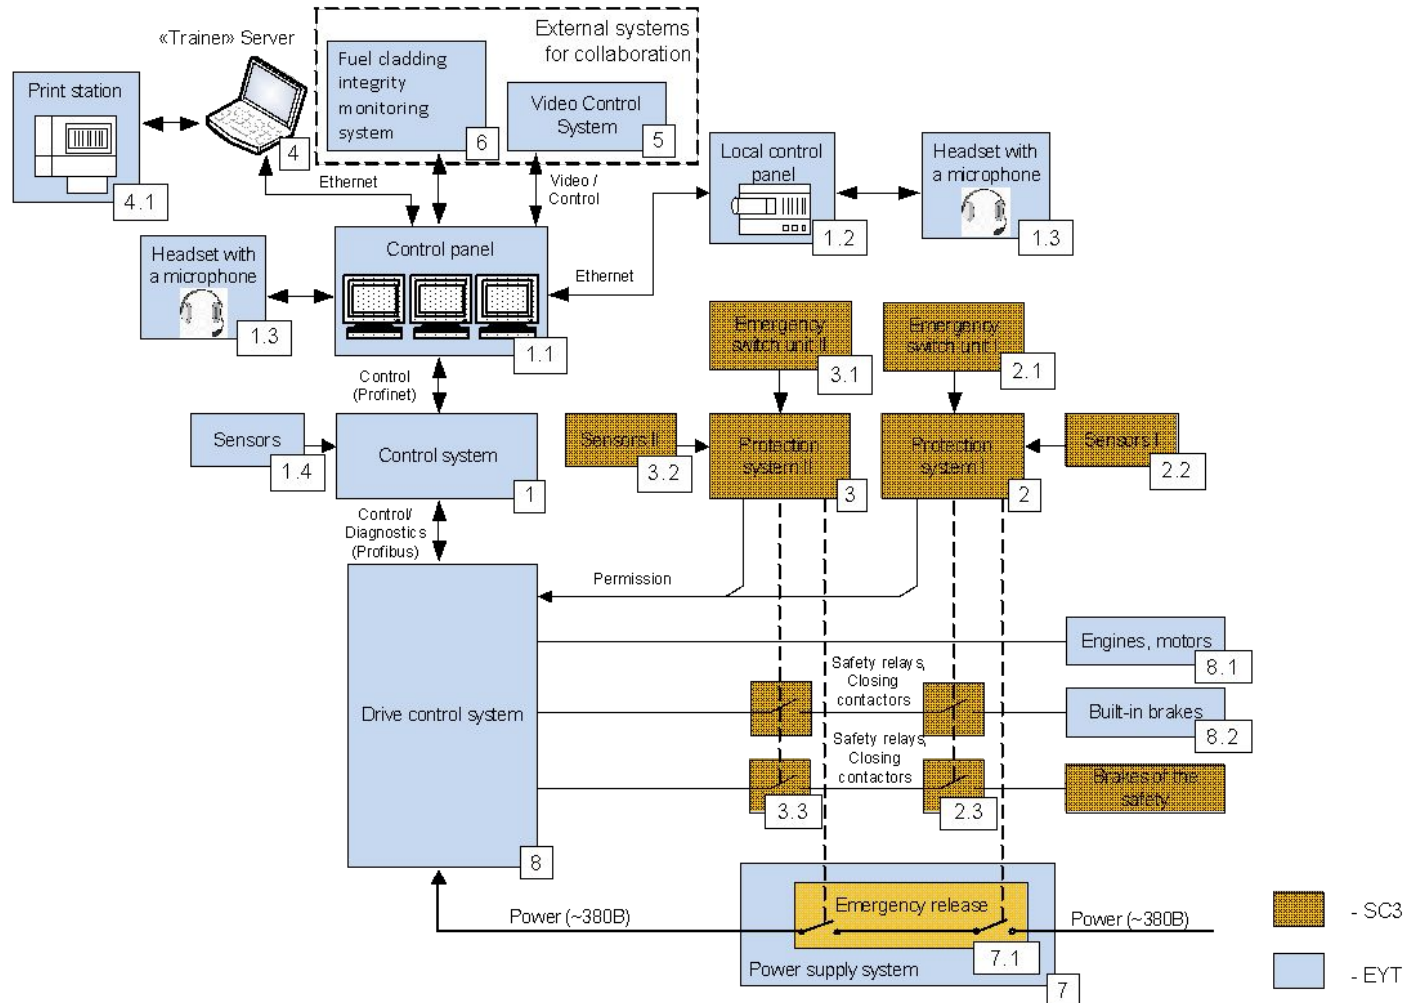 «Trainer» Server
External systems
for collaboration
Fuel cladding
integrity
monitoring
system
6
Video Control
System
5
Print station
4.1
4
Ethernet
Video /
Control
Local control
panel
1.2
Headset with
a microphone
1.3
Headset with
a microphone
1.3
Control panel
1.1
Ethernet
Emergency
switch unit II
3.1
Emergency
switch unit I
2.1
Control
(Profinet)
Sensors
1.4
Control system
1
Sensors II
3.2
Protection
system II
3
Protection
system I
2
Sensors I
2.2
Control/
Diagnostics
(Profibus)
Permission
Drive control system
8
Engines, motors
8.1
Safety relays,
Closing
contactors
Built-in brakes
8.2
Safety relays,
Closing
contactors
3.3
2.3
Brakes of the
safety
Power (~380B)
Emergency release
7.1
Power (~380B)
Power supply system
7
- SC3
- EYT